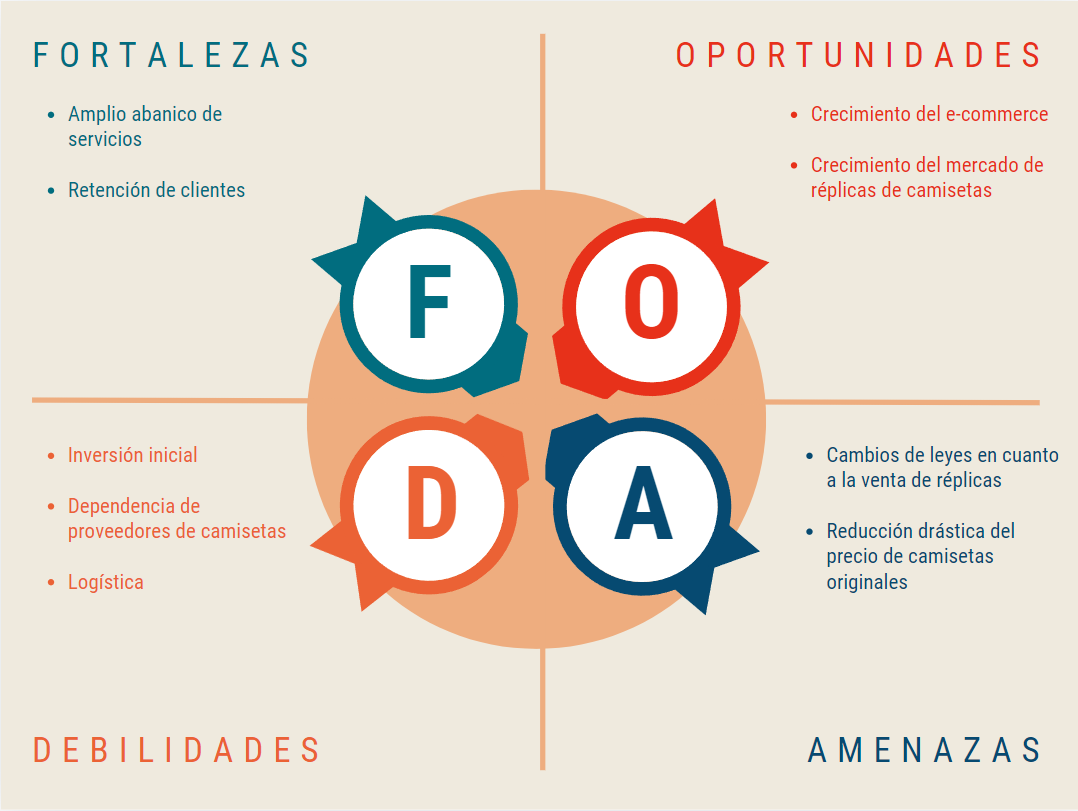 FORTALEZAS
Amplio abanico de
servicios
Retención de clientes
OPORTUNIDADES
Crecimiento del e-commerce
Crecimiento del mercado de
réplicas de camisetas
F
O
D
A
Inversión inicial
Dependencia de
proveedores de camisetas
Logística
DEBILIDADES
Cambios de leyes en cuanto
a la venta de réplicas
Reducción drástica del
precio de camisetas
originales
AMENAZAS